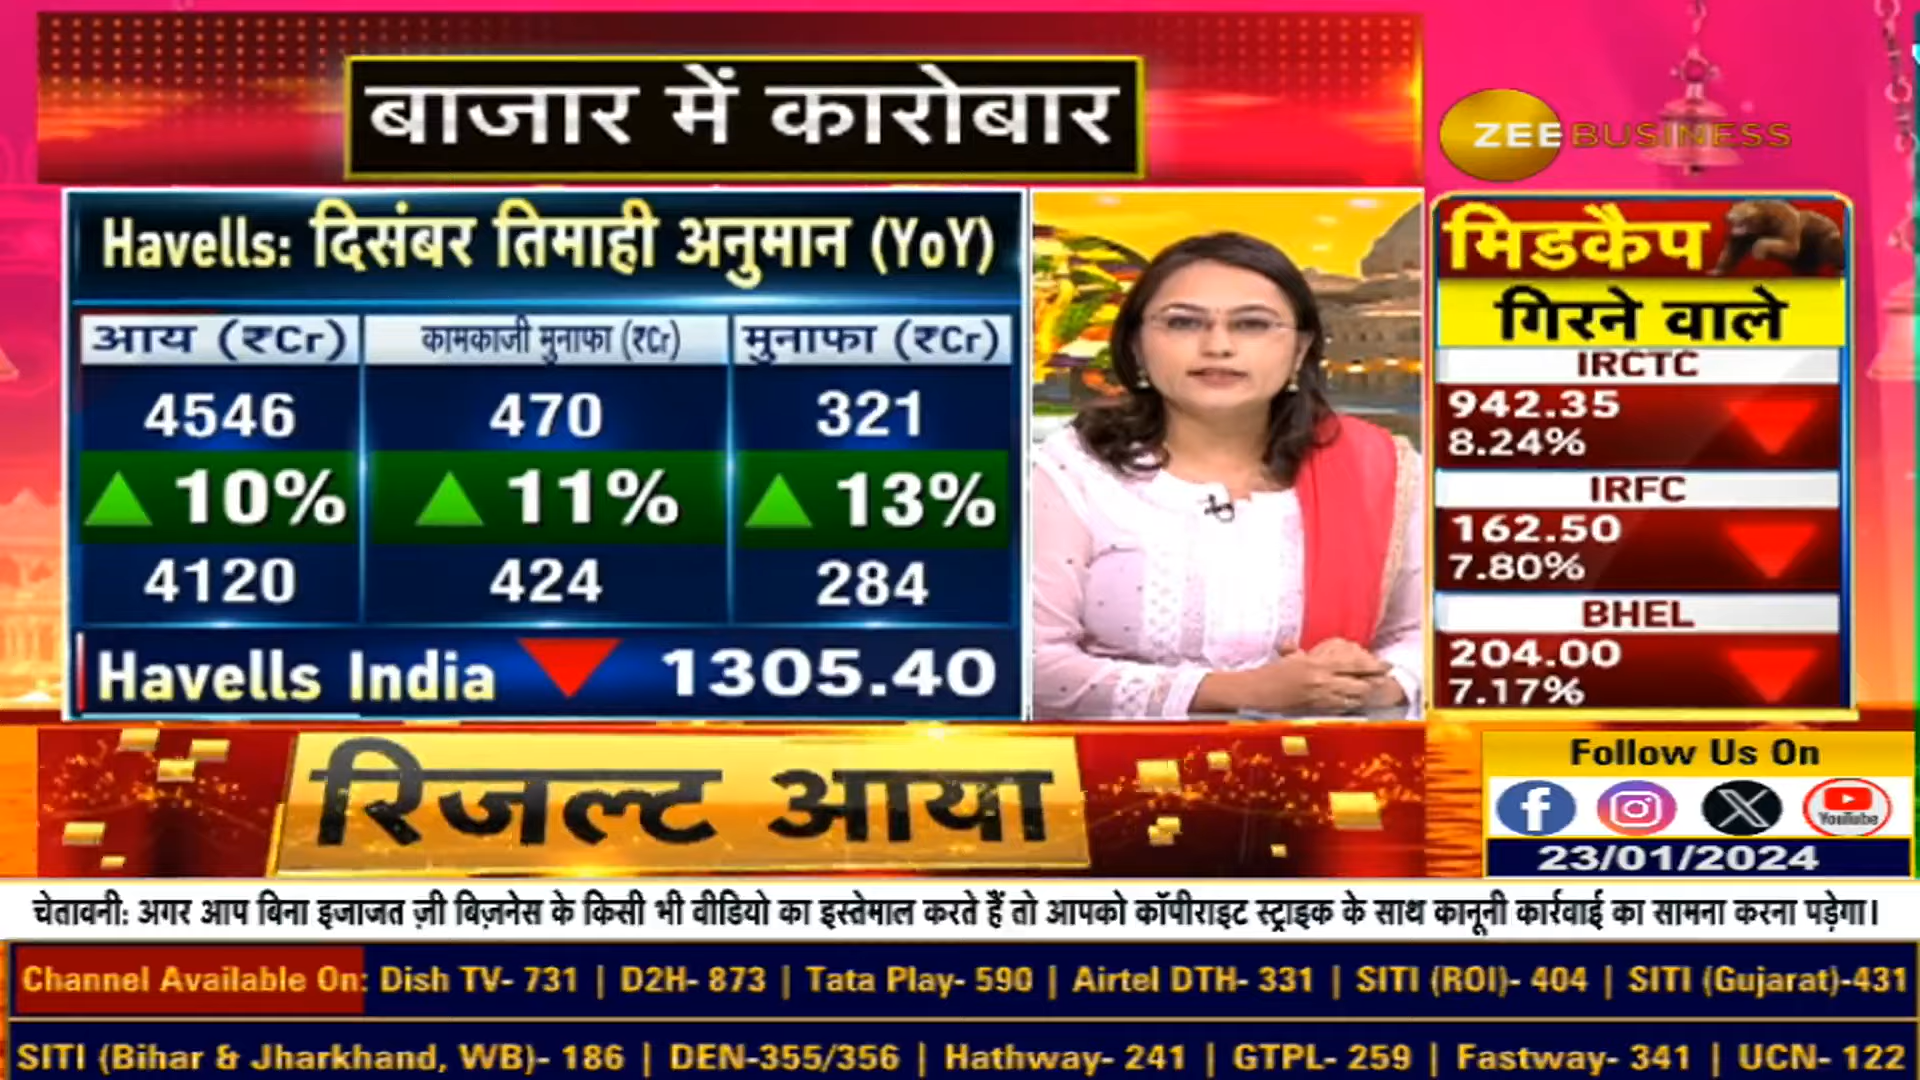 बाजार में कारोबार
ZEE BUSINESS
Havells: दिसंबर तिमाही अनुमान (YoY)
आय (₹Cr) कामकाजी मुनाफा (₹Cr) मुनाफा (₹Cr)
4546 470 321
10% 11% 13%
4120 424 284
Havells India 1305.40
मिडकैप
गिरने वाले
IRCTC
942.35
8.24%
IRFC
162.50
7.80%
BHEL
204.00
7.17%
रिजल्ट आया
Follow Us On
YouTube
23/01/2024
चेतावनी: अगर आप बिना इजाजत ज़ी बिज़नेस के किसी भी वीडियो का इस्तेमाल करते हैं तो आपको कॉपीराइट स्ट्राइक के साथ कानूनी कार्रवाई का सामना करना पड़ेगा।
Channel Available On: Dish TV- 731 | D2H- 873 | Tata Play- 590 | Airtel DTH- 331 | SITI (ROI)- 404 | SITI (Gujarat)-431
SITI (Bihar & Jharkhand, WB)- 186 | DEN-355/356 | Hathway- 241 | GTPL- 259 | Fastway- 341 | UCN- 122